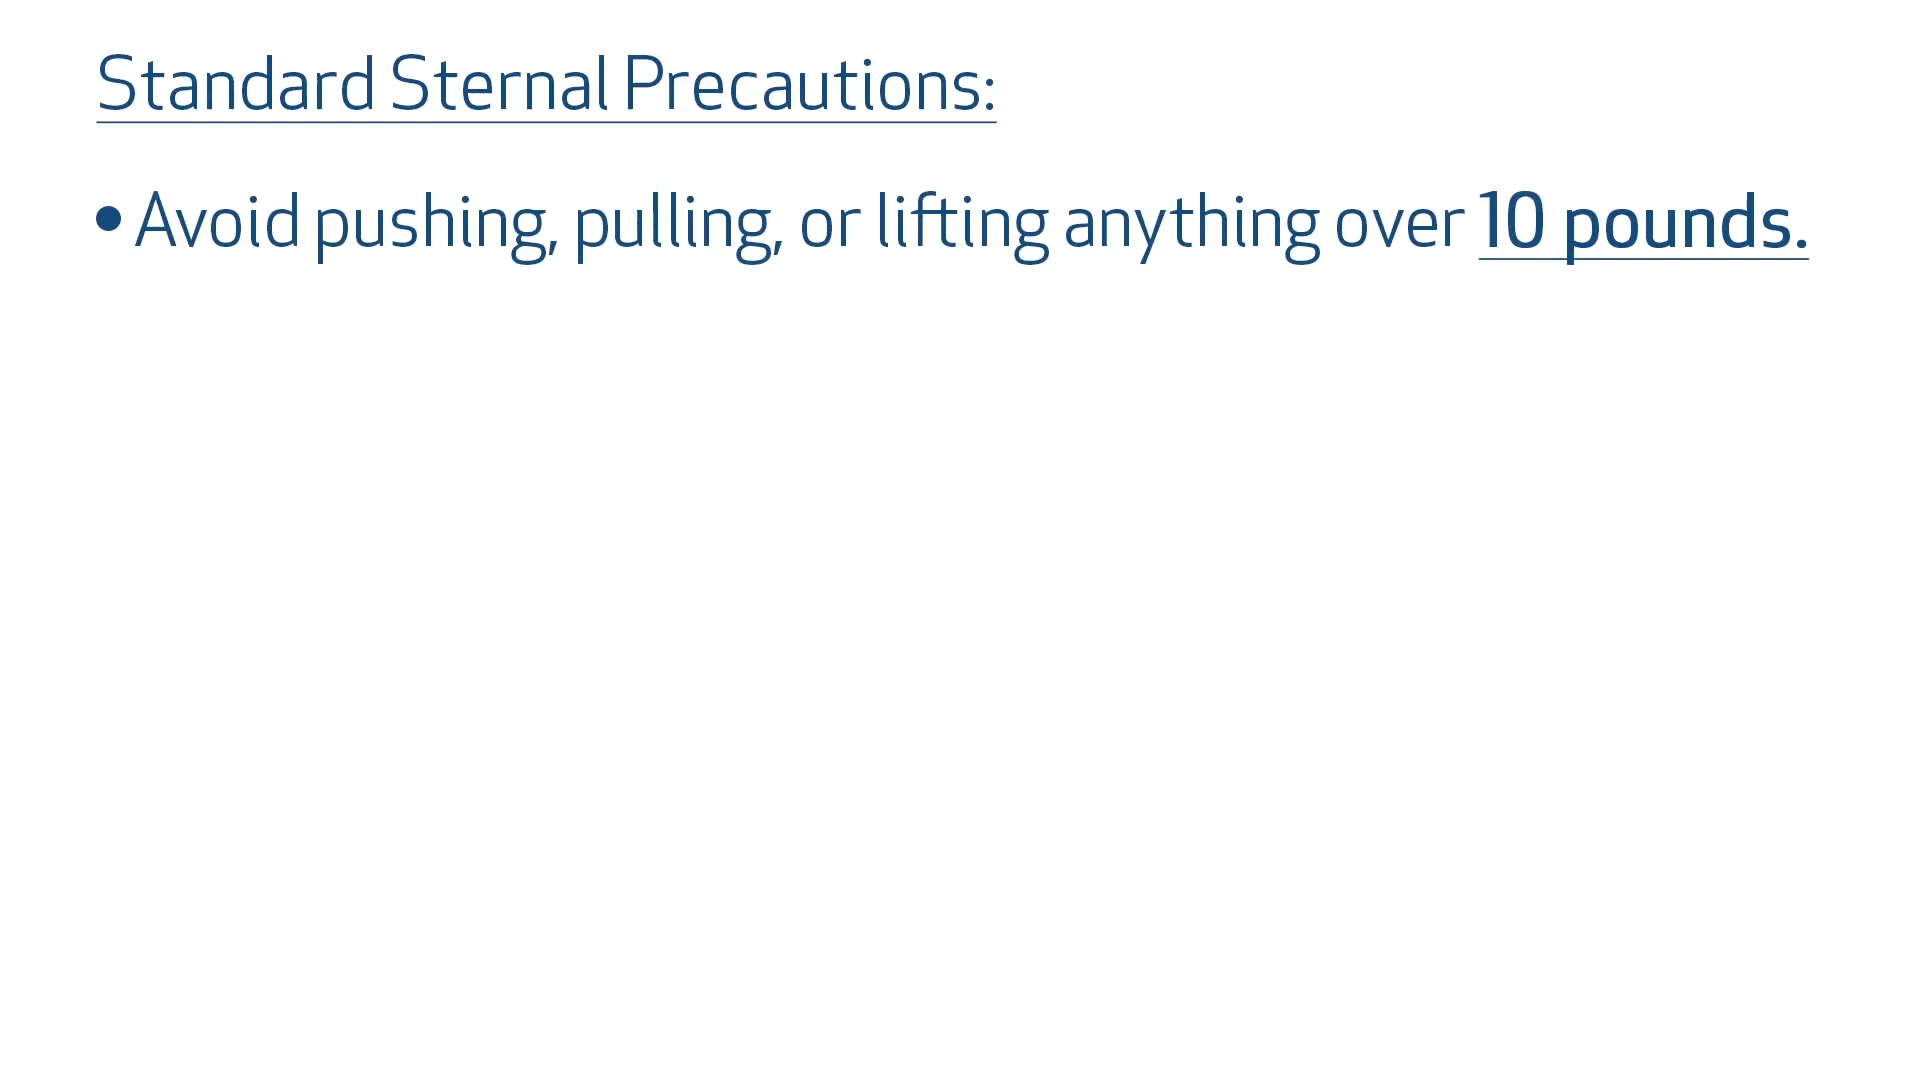 Standard Sternal Precautions:
• Avoid pushing, pulling, or lifting anything over 10 pounds.